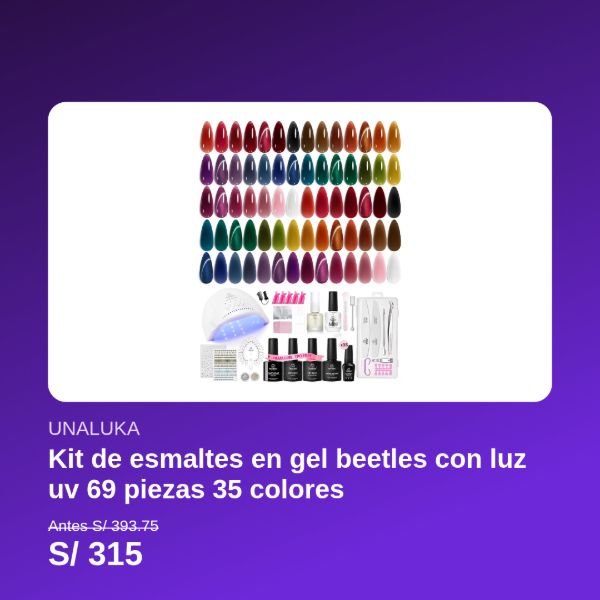 UNALUKA
Kit de esmaltes en gel beetles con luz
uv 69 piezas 35 colores
Antes S/ 393.75
S/ 315